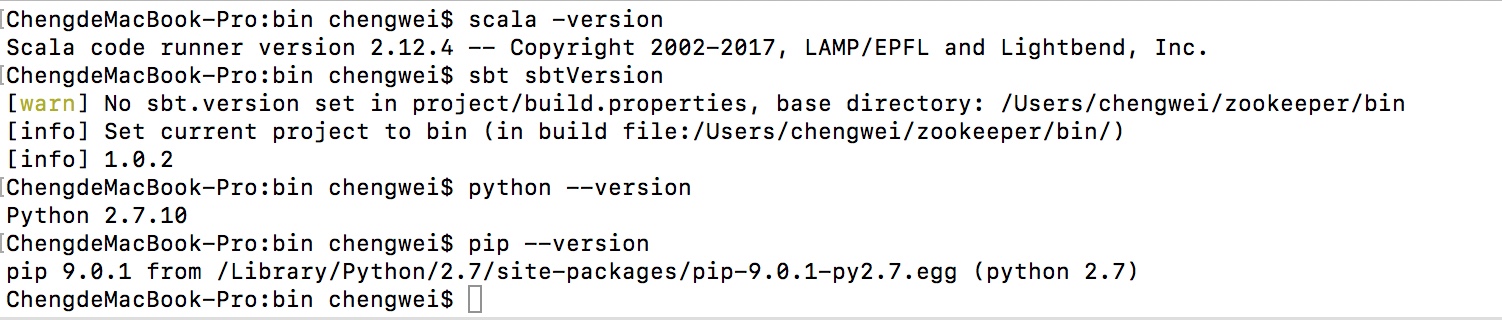 [ChengdeMacBook-Pro:bin chengwei$ scala -version
Scala code runner version 2.12.4 -- Copyright 2002-2017, LAMP/EPFL and Lightbend, Inc.
[ChengdeMacBook-Pro:bin chengwei$ sbt sbtVersion
[warn] No sbt.version set in project/build.properties, base directory: /Users/chengwei/zookeeper/bin
[info] Set current project to bin (in build file:/Users/chengwei/zookeeper/bin/)
[info] 1.0.2
[ChengdeMacBook-Pro:bin chengwei$ python --version
Python 2.7.10
[ChengdeMacBook-Pro:bin chengwei$ pip --version
pip 9.0.1 from /Library/Python/2.7/site-packages/pip-9.0.1-py2.7.egg (python 2.7)
ChengdeMacBook-Pro:bin chengwei$